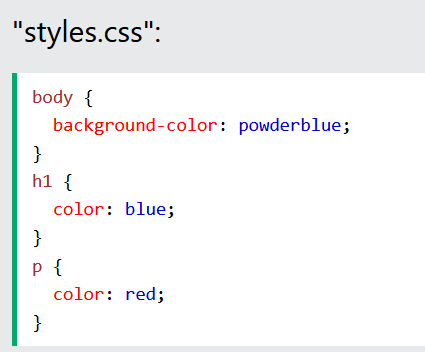 "styles.css":
body {
  background-color: powderblue;
}
h1 {
  color: blue;
}
p {
  color: red;
}